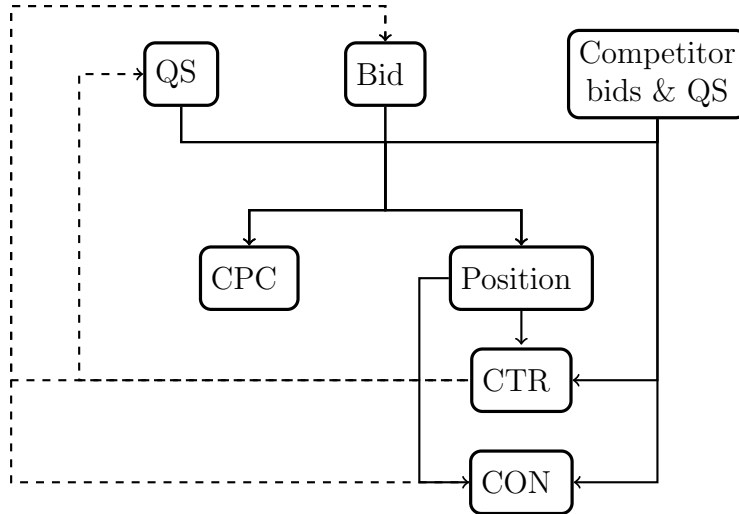 QS
Bid
Competitor
bids & QS
CPC
Position
CTR
CON